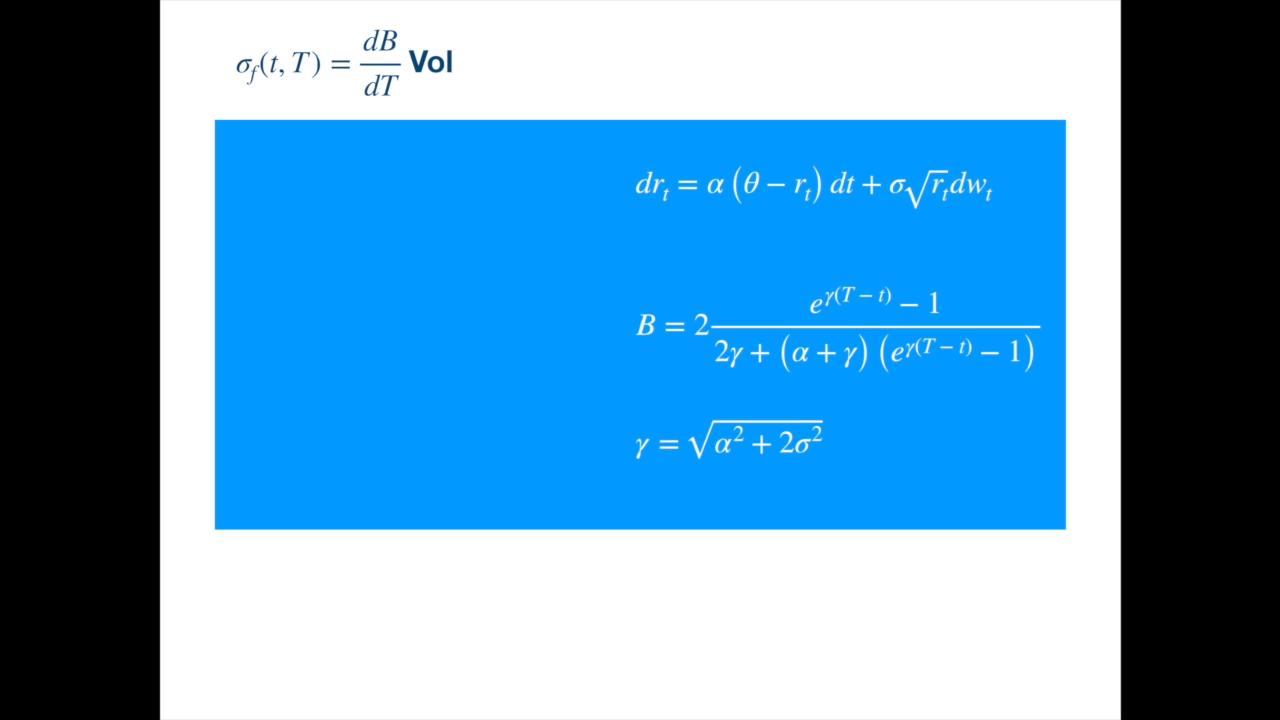 σ_f(t, T) = dB/dT Vol
dr_t = α (θ − r_t) dt + σ√r_t dw_t
B = 2 (e^{γ(T − t)} − 1)/(2γ + (α + γ) (e^{γ(T − t)} − 1))
γ = √(α² + 2σ²)